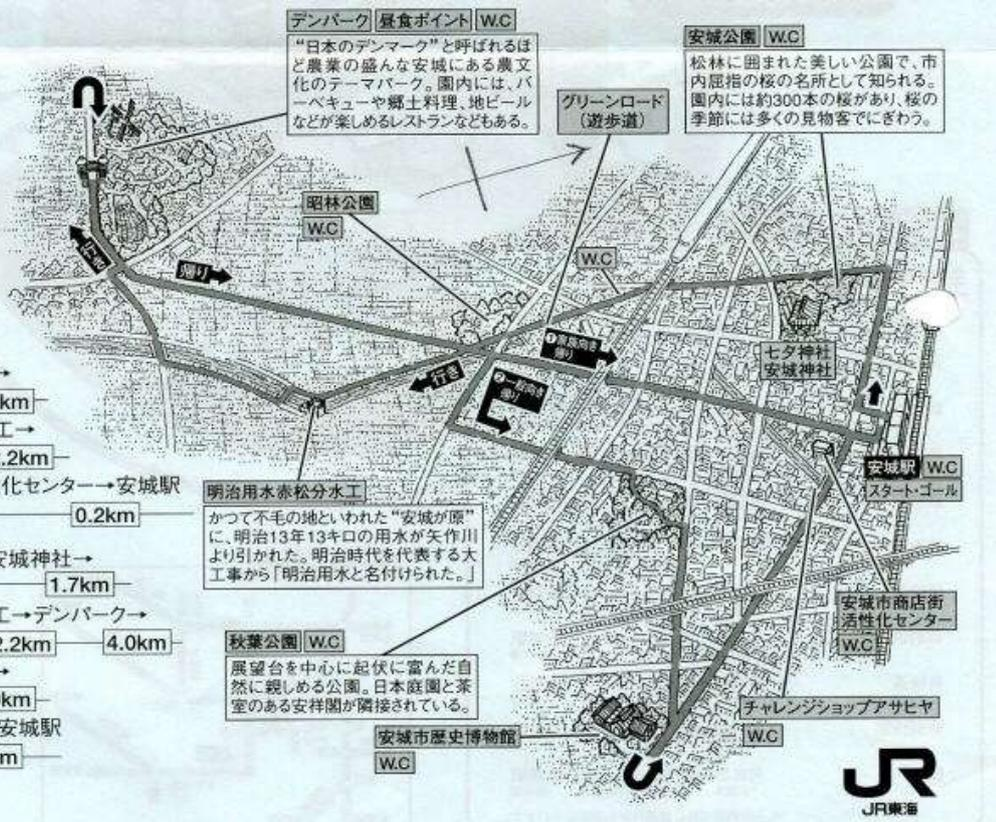 デンパーク 昼食ポイント W.C
“日本のデンマーク”と呼ばれるほ
ど農業の盛んな安城にある農文
化のテーマパーク。園内には、バ
ーベキューや郷土料理、地ビール
などが楽しめるレストランなどもある。
安城公園 W.C
松林に囲まれた美しい公園で、市
内屈指の桜の名所として知られる。
園内には約300本の桜があり、桜の
季節には多くの見物客でにぎわう。
グリーンロード
(遊歩道)
昭林公園
W.C
W.C
行き
帰り
❶家族向き
帰り
行き
❷一般向き
帰り
七夕神社
安城神社
安城駅 W.C
スタート・ゴール
→
km
工→
.2km
化センター→安城駅
0.2km
安城神社→
1.7km
工→デンパーク→
2.2km 4.0km
→
km
安城駅
m
明治用水赤松分水工
かつて不毛の地といわれた“安城が原”
に、明治13年13キロの用水が矢作川
より引かれた。明治時代を代表する大
工事から「明治用水と名付けられた。」
秋葉公園 W.C
展望台を中心に起伏に富んだ自
然に親しめる公園。日本庭園と茶
室のある安祥閣が隣接されている。
安城市歴史博物館
W.C
安城市商店街
活性化センター
W.C
チャレンジショップアサヒヤ
W.C
JR
JR東海